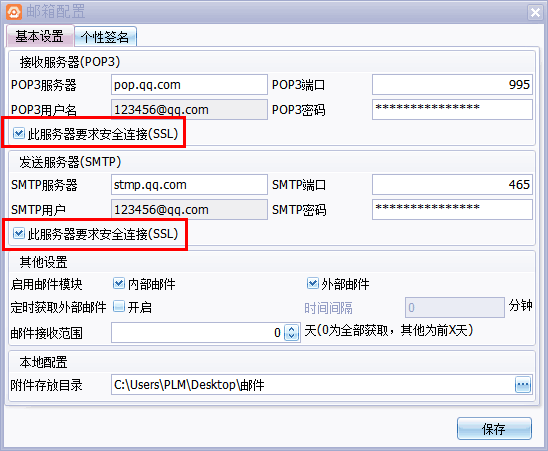 邮箱配置
基本设置 个性签名
接收服务器(POP3)
POP3服务器 pop.qq.com POP3端口 995
POP3用户名 123456@qq.com POP3密码 ***************
此服务器要求安全连接(SSL)
发送服务器(SMTP)
SMTP服务器 stmp.qq.com SMTP端口 465
SMTP用户 123456@qq.com SMTP密码 ***************
此服务器要求安全连接(SSL)
其他设置
启用邮件模块 内部邮件 外部邮件
定时获取外部邮件 开启 时间间隔 0 分钟
邮件接收范围 0 天(0为全部获取，其他为前X天)
本地配置
附件存放目录 C:\Users\PLM\Desktop\邮件 ...
保存